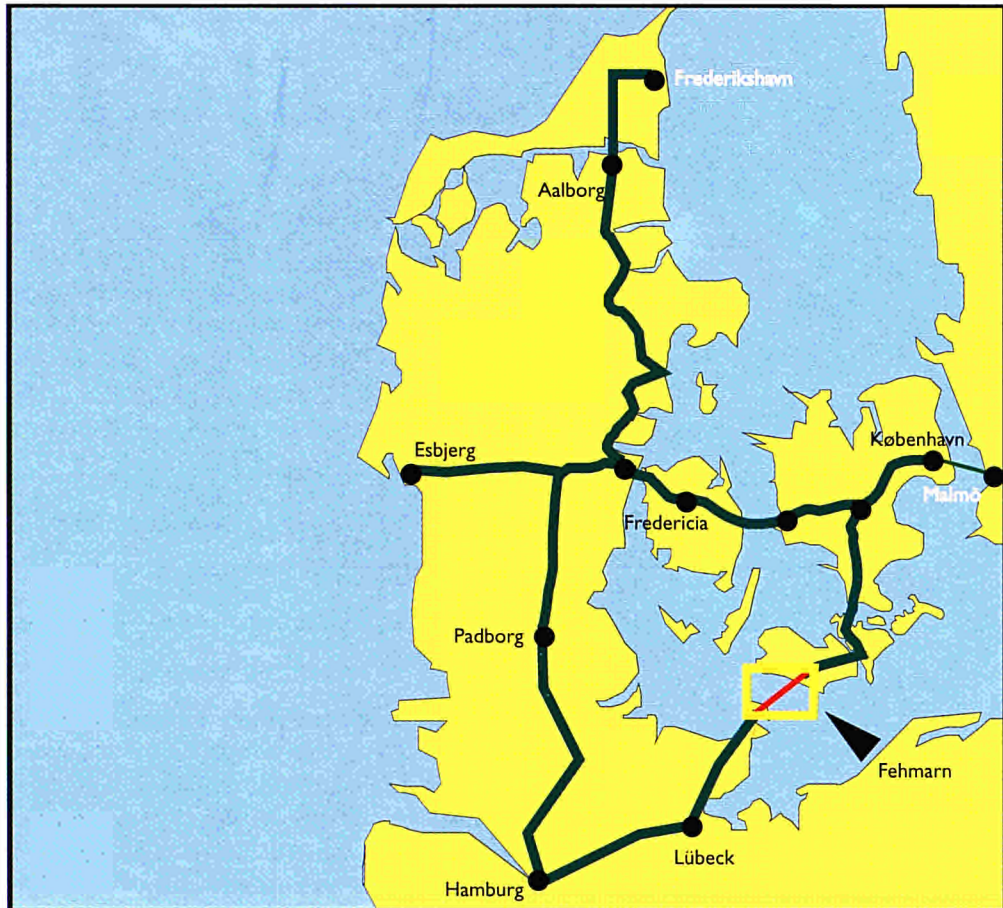 Frederikshavn
Aalborg
København
Esbjerg
Malmö
Fredericia
Padborg
Fehmarn
Lübeck
Hamburg